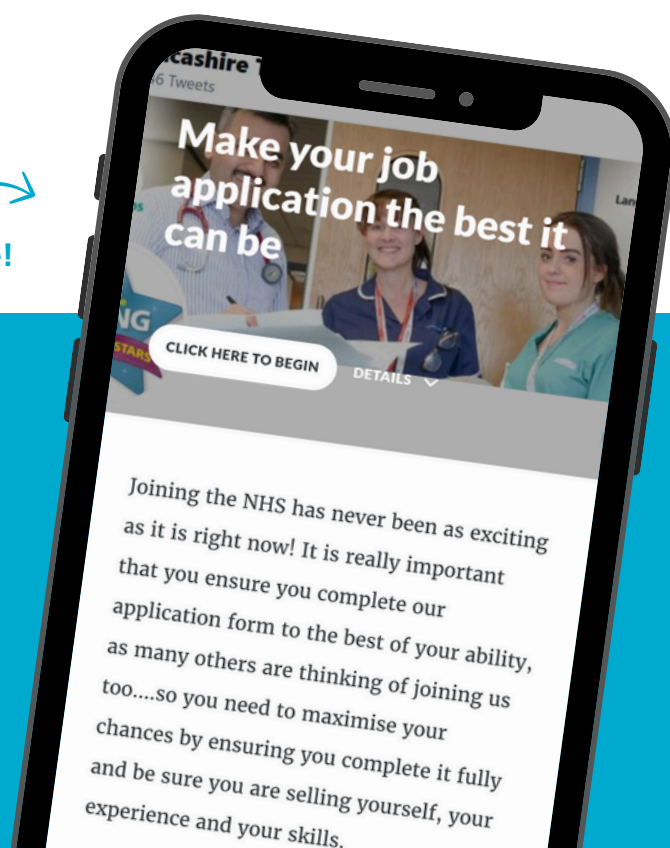 Tweets
Make your job
application the best it
can be
NG
STARS
CLICK HERE TO BEGIN
DETAILS
Joining the NHS has never been as exciting
as it is right now! It is really important
that you ensure you complete our
application form to the best of your ability,
as many others are thinking of joining us
too....so you need to maximise your
chances by ensuring you complete it fully
and be sure you are selling yourself, your
experience and your skills.